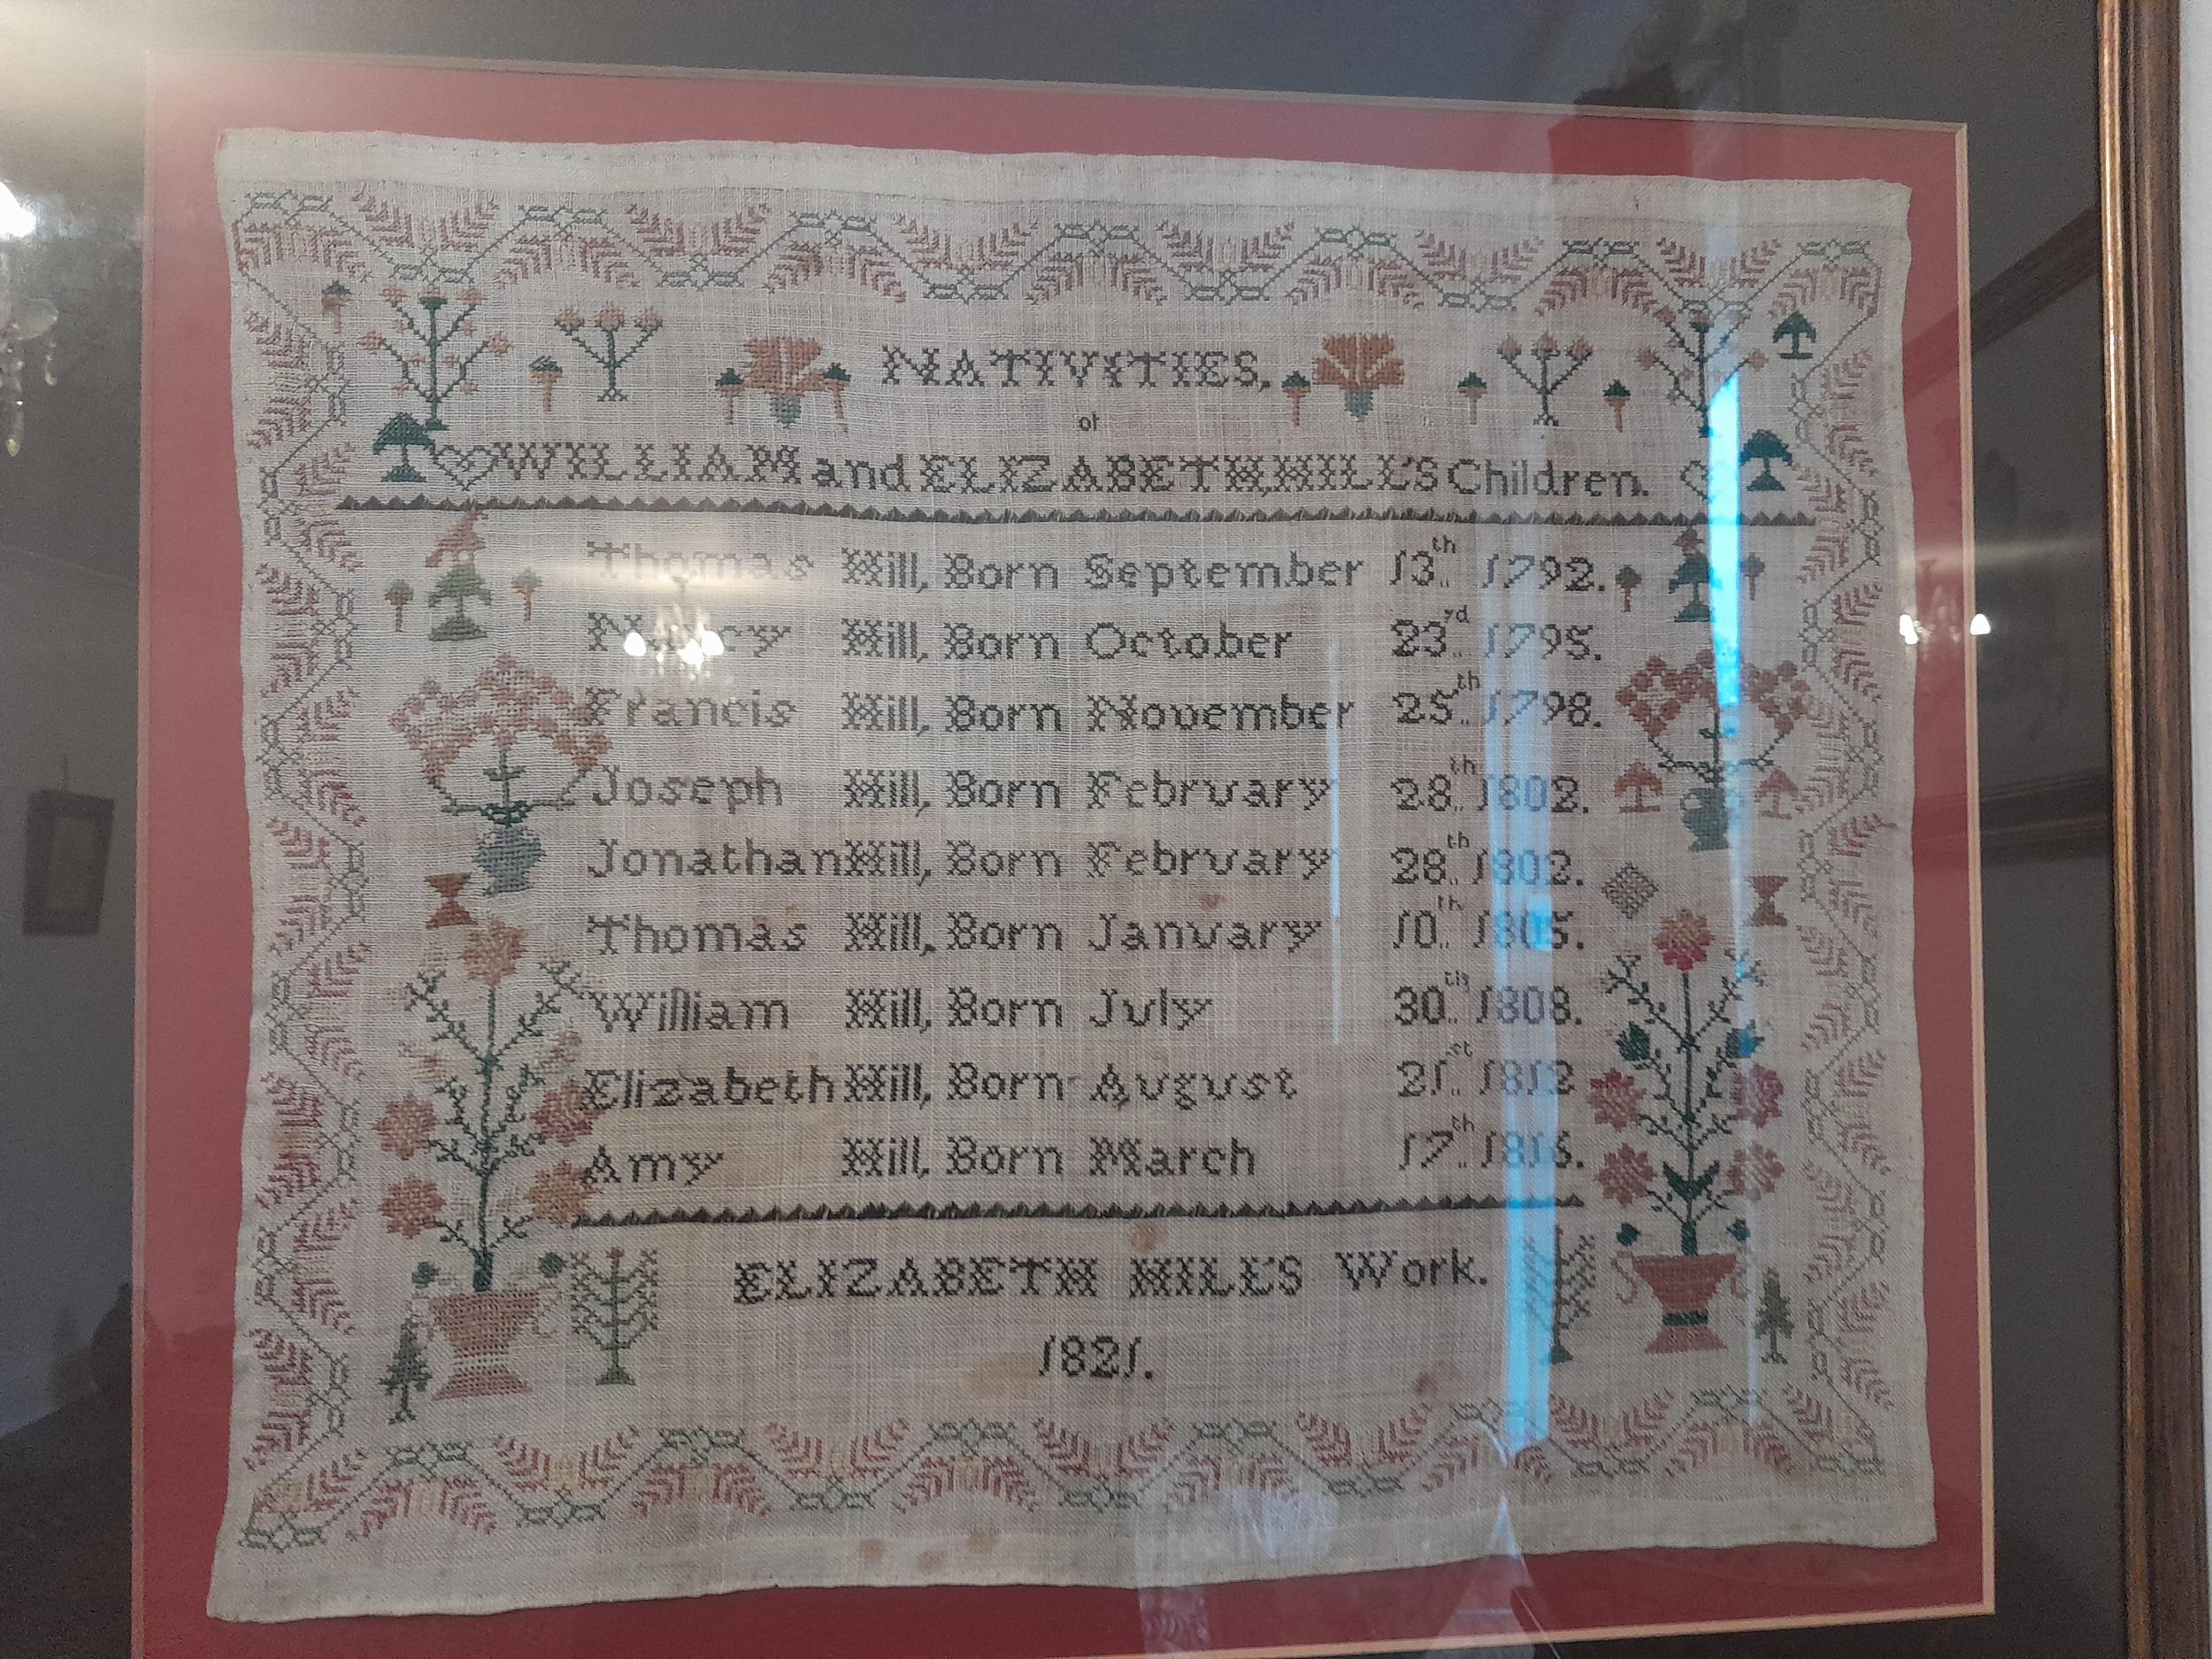 NATIVITIES,
of
WILLIAM and ELIZABETH, HILL'S Children.
Thomas Hill, Born September 13th 1792.
Nancy Hill, Born October 23rd 1795.
Francis Hill, Born November 25th 1798.
Joseph Hill, Born February 28th 1802.
Jonathan Hill, Born February 28th 1802.
Thomas Hill, Born January 10th 1805.
William Hill, Born July 30th 1808.
Elizabeth Hill, Born August 21st 1812
Amy Hill, Born March 17th 1816.
ELIZABETH HILL'S Work.
1821.